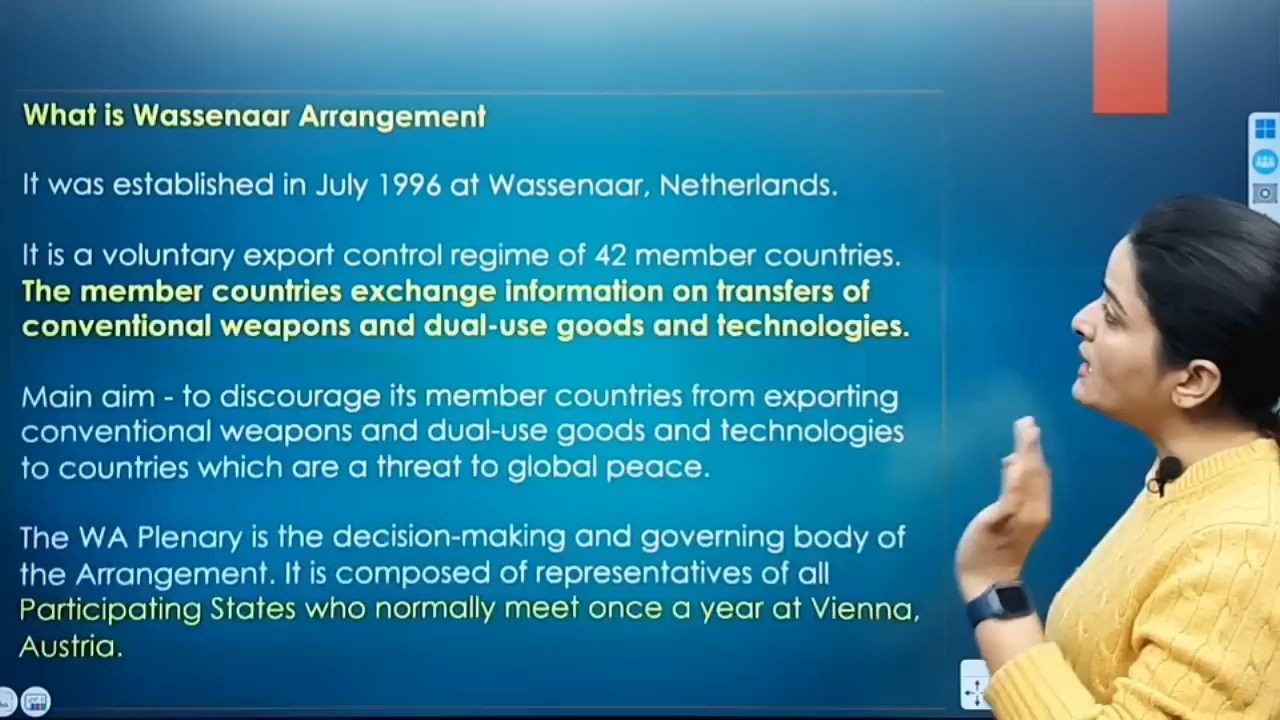 What is Wassenaar Arrangement
It was established in July 1996 at Wassenaar, Netherlands.
It is a voluntary export control regime of 42 member countries.
The member countries exchange information on transfers of
conventional weapons and dual-use goods and technologies.
Main aim - to discourage its member countries from exporting
conventional weapons and dual-use goods and technologies
to countries which are a threat to global peace.
The WA Plenary is the decision-making and governing body of
the Arrangement. It is composed of representatives of all
Participating States who normally meet once a year at Vienna,
Austria.